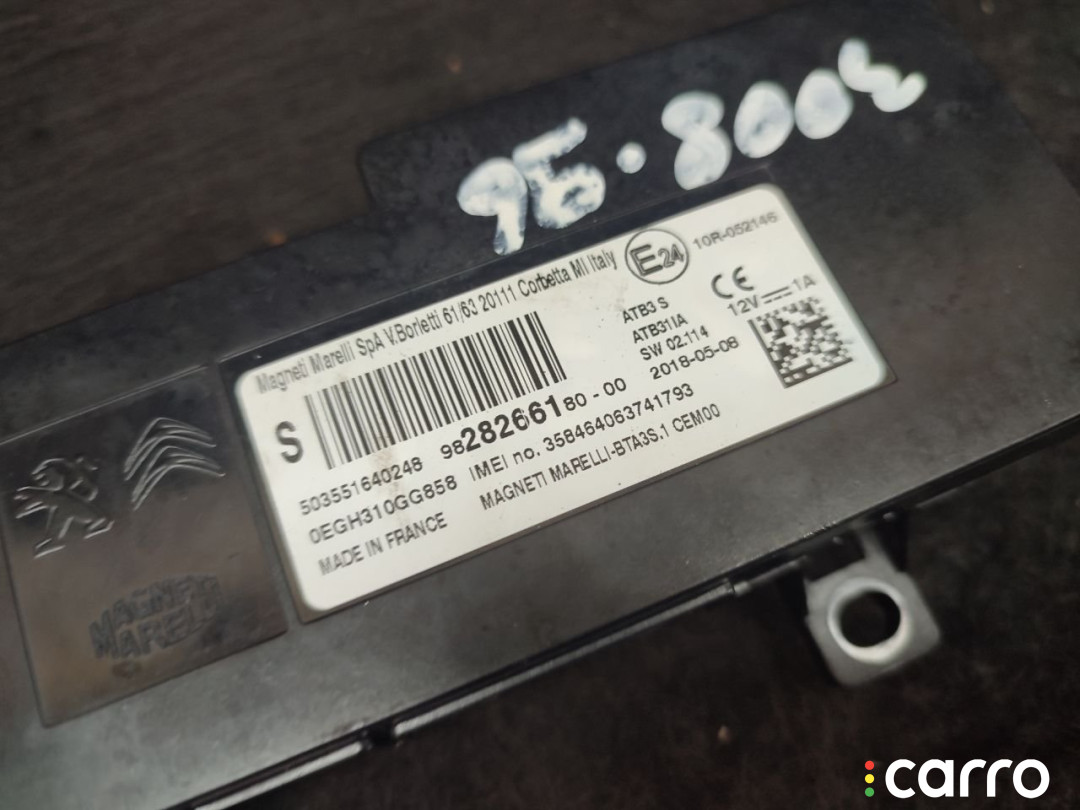 96.8008
Magneti Marelli SpA V.Borletti 61/63 20111 Corbetta MI Italy
E24
10R-052146
CE
12V 1A
ATB3 S
ATB31IA
SW 02.114
2018-05-08
S
503551640248 9828266180-00
0EGH310GG858 IMEI no. 358464063741793
MADE IN FRANCE MAGNETI MARELLI-BTA3S.1 CEM00
MAGNETI
MARELLI
carro